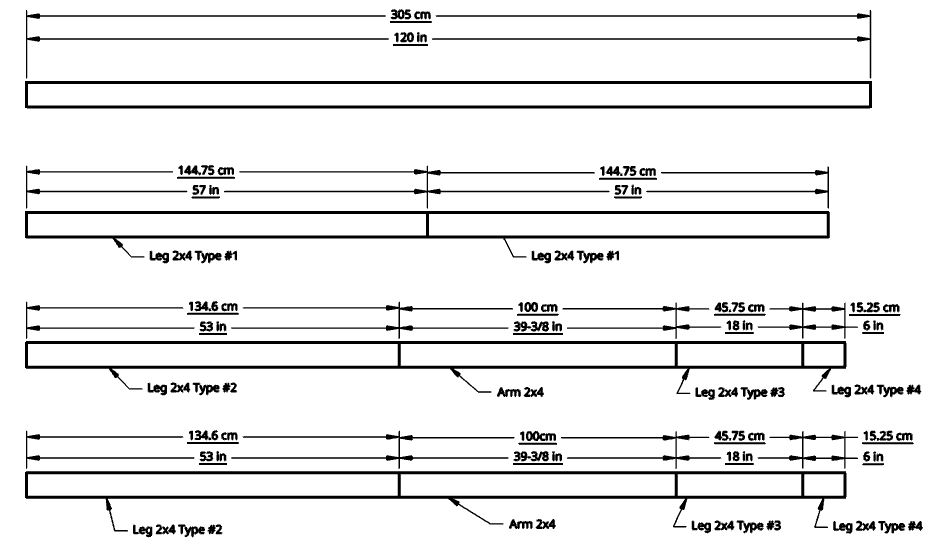 305 cm
120 in
144.75 cm 144.75 cm
57 in 57 in
Leg 2x4 Type #1 Leg 2x4 Type #1
134.6 cm 100 cm 45.75 cm 15.25 cm
53 in 39-3/8 in 18 in 6 in
Leg 2x4 Type #2 Arm 2x4 Leg 2x4 Type #3 Leg 2x4 Type #4
134.6 cm 100cm 45.75 cm 15.25 cm
53 in 39-3/8 in 18 in 6 in
Leg 2x4 Type #2 Arm 2x4 Leg 2x4 Type #3 Leg 2x4 Type #4